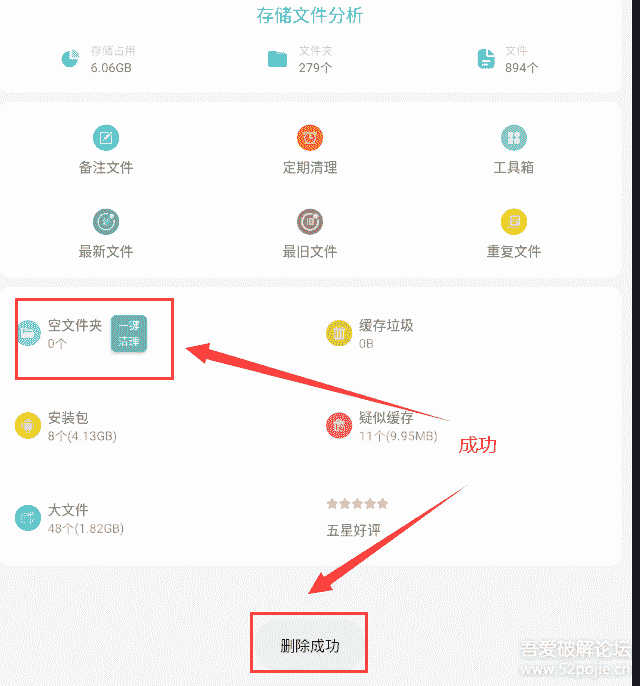 存储文件分析
存储占用
6.06GB
文件夹
279个
文件
894个
备注文件
定期清理
工具箱
最新文件
最旧文件
重复文件
空文件夹
0个
一键
清理
缓存垃圾
0B
安装包
8个(4.13GB)
疑似缓存
11个(9.95MB)
成功
大文件
48个(1.82GB)
五星好评
删除成功
吾爱破解论坛
www.52pojie.cn